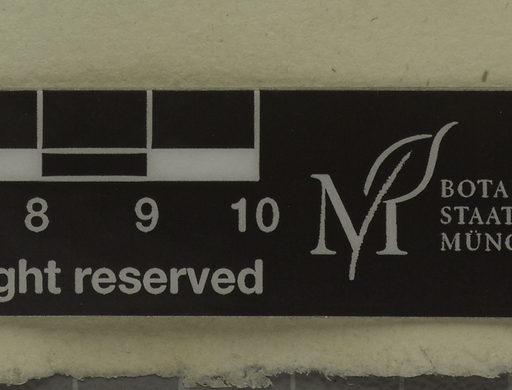 8 9 10
ght reserved
M
BOTA
STAAT
MÜNC